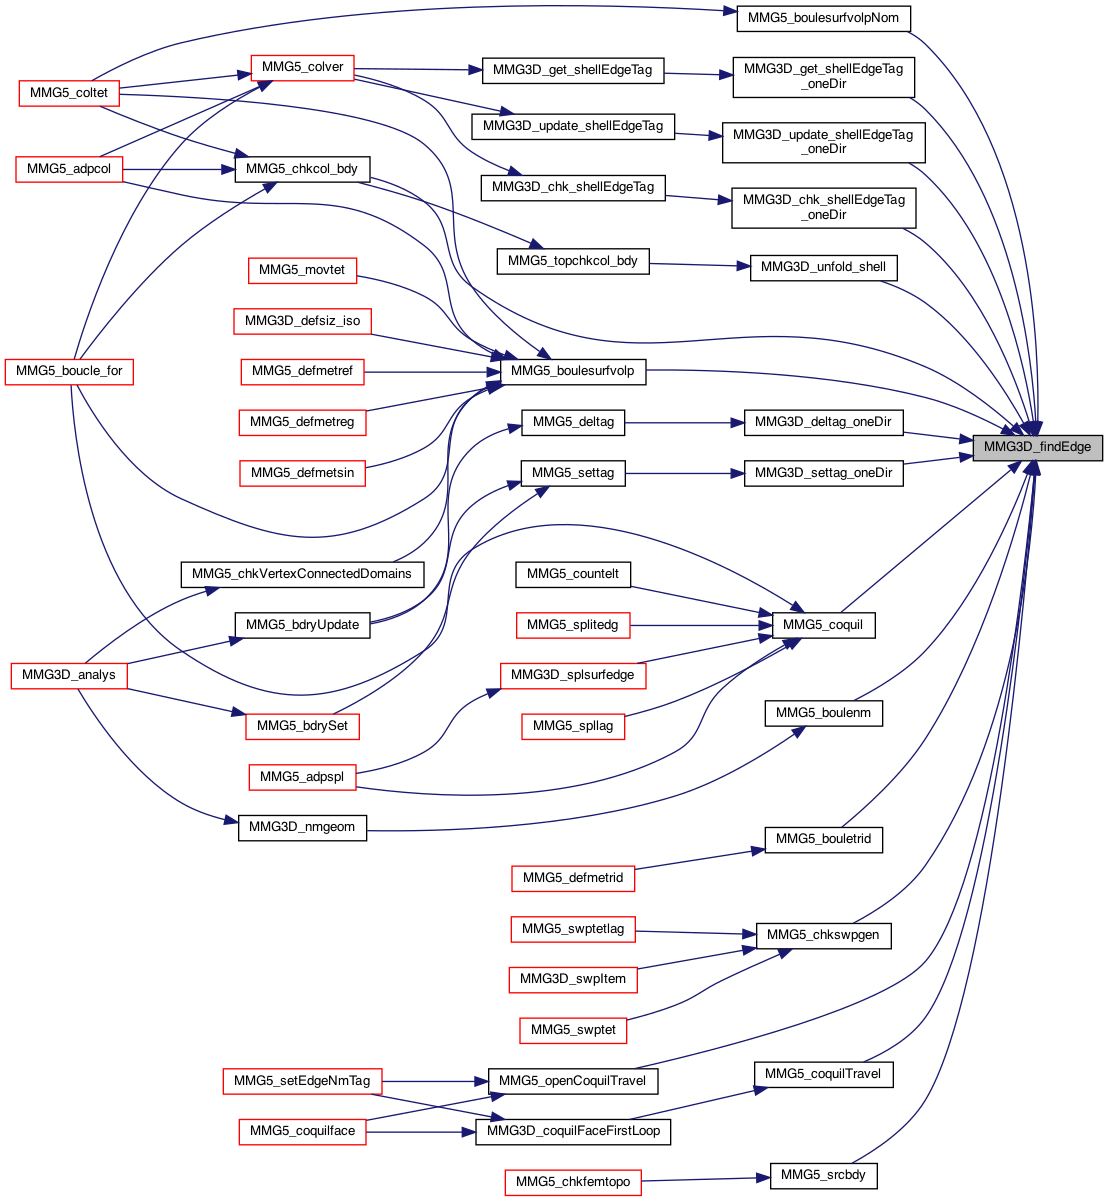 MMG5_boulesurfvolpNom
MMG5_colver
MMG3D_get_shellEdgeTag
MMG3D_get_shellEdgeTag
_oneDir
MMG5_coltet
MMG3D_update_shellEdgeTag
MMG3D_update_shellEdgeTag
_oneDir
MMG5_adpcol
MMG5_chkcol_bdy
MMG3D_chk_shellEdgeTag
MMG3D_chk_shellEdgeTag
_oneDir
MMG5_movtet
MMG5_topchkcol_bdy
MMG3D_unfold_shell
MMG3D_defsiz_iso
MMG5_boucle_for
MMG5_defmetref
MMG5_boulesurfvolp
MMG5_defmetreg
MMG5_deltag
MMG3D_deltag_oneDir
MMG3D_findEdge
MMG5_defmetsin
MMG5_settag
MMG3D_settag_oneDir
MMG5_chkVertexConnectedDomains
MMG5_countelt
MMG5_bdryUpdate
MMG5_splitedg
MMG5_coquil
MMG3D_analys
MMG3D_splsurfedge
MMG5_bdrySet
MMG5_spllag
MMG5_boulenm
MMG5_adpspl
MMG3D_nmgeom
MMG5_bouletrid
MMG5_defmetrid
MMG5_swptetlag
MMG5_chkswpgen
MMG3D_swpItem
MMG5_swptet
MMG5_setEdgeNmTag
MMG5_openCoquilTravel
MMG5_coquilTravel
MMG5_coquilface
MMG3D_coquilFaceFirstLoop
MMG5_chkfemtopo
MMG5_srcbdy